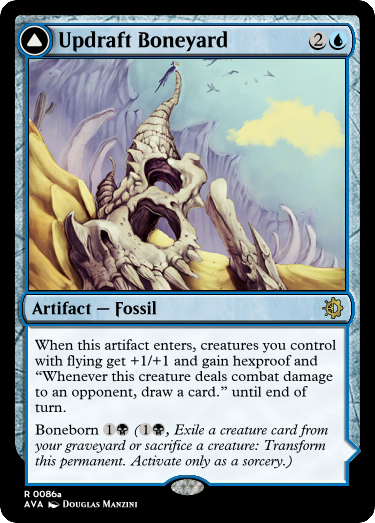 Updraft Boneyard 2
Artifact — Fossil
When this artifact enters, creatures you control
with flying get +1/+1 and gain hexproof and
“Whenever this creature deals combat damage
to an opponent, draw a card.” until end of
turn.
Boneborn 1 (1, Exile a creature card from
your graveyard or sacrifice a creature: Transform
this permanent. Activate only as a sorcery.)
R 0086a
AVA Douglas Manzini